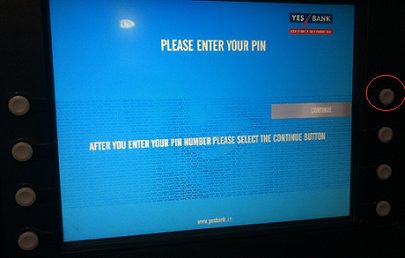 YES BANK
PLEASE ENTER YOUR PIN
CONTINUE
AFTER YOU ENTER YOUR PIN NUMBER PLEASE SELECT THE CONTINUE BUTTON
www.yesbank.in